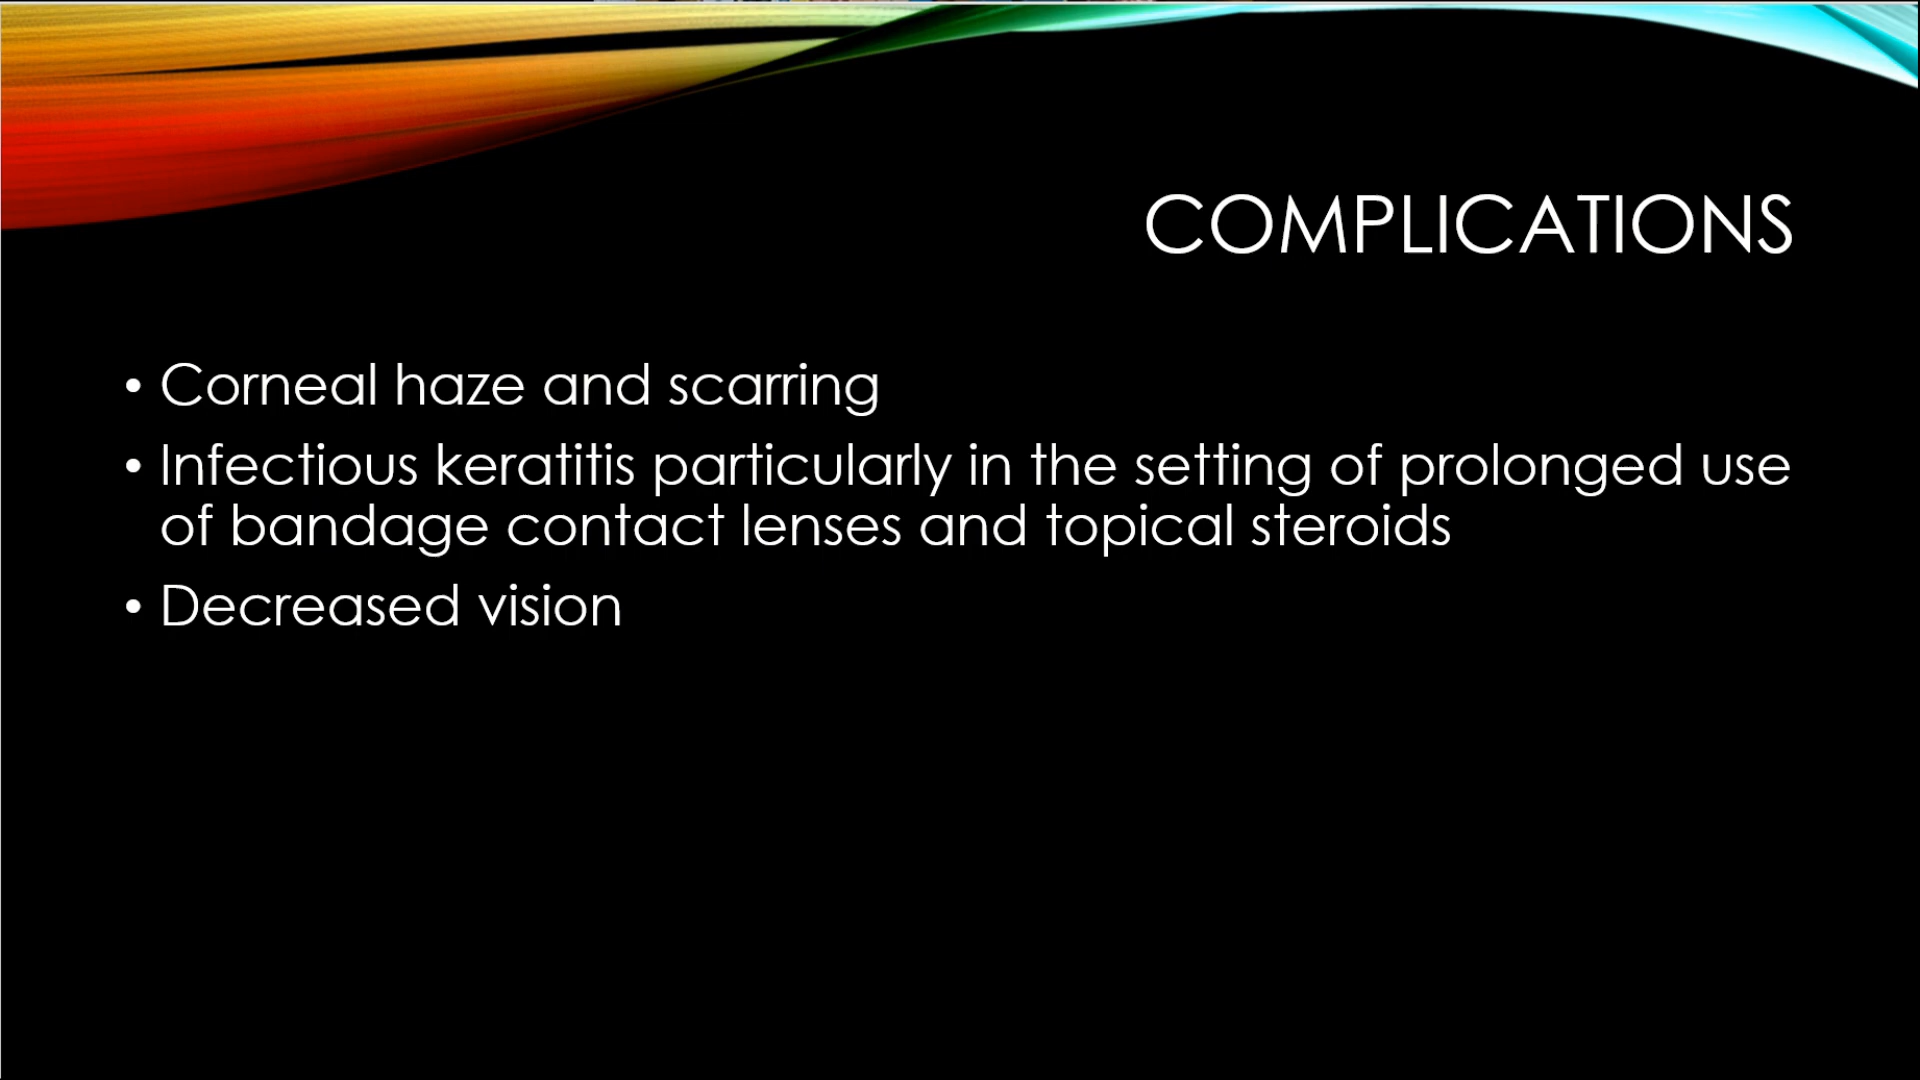 COMPLICATIONS
• Corneal haze and scarring
• Infectious keratitis particularly in the setting of prolonged use
of bandage contact lenses and topical steroids
• Decreased vision